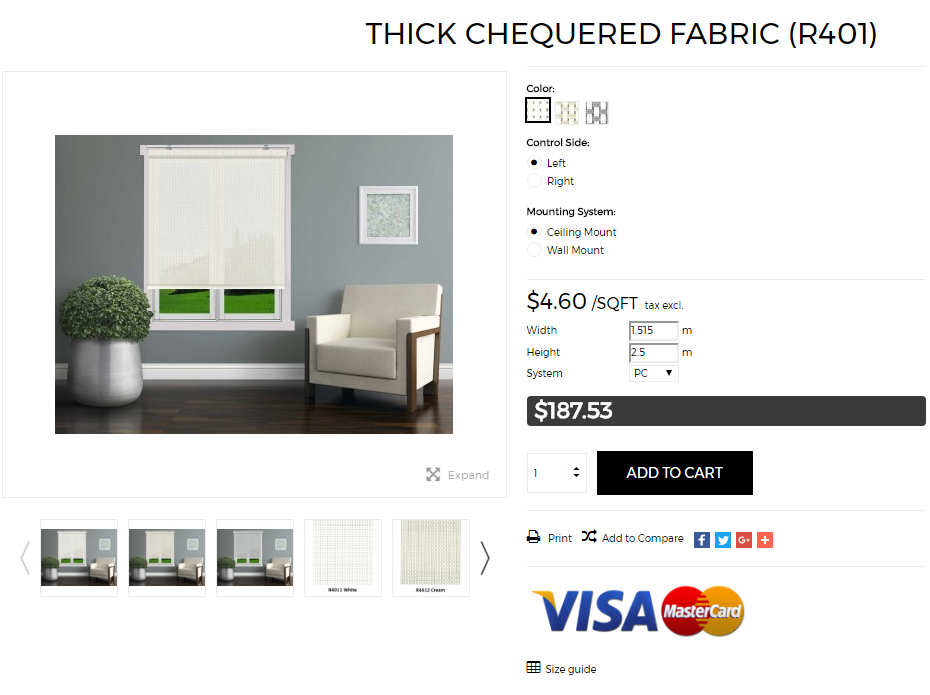 THICK CHEQUERED FABRIC (R401)
Color:
Control Side:
Left
Right
Mounting System:
Ceiling Mount
Wall Mount
$4.60 /SQFT tax excl.
Width 1.515 m
Height 2.5 m
System PC
$187.53
Expand
1 ADD TO CART
Print Add to Compare f G+ +
R4011 White R4012 Cream
VISA MasterCard
Size guide